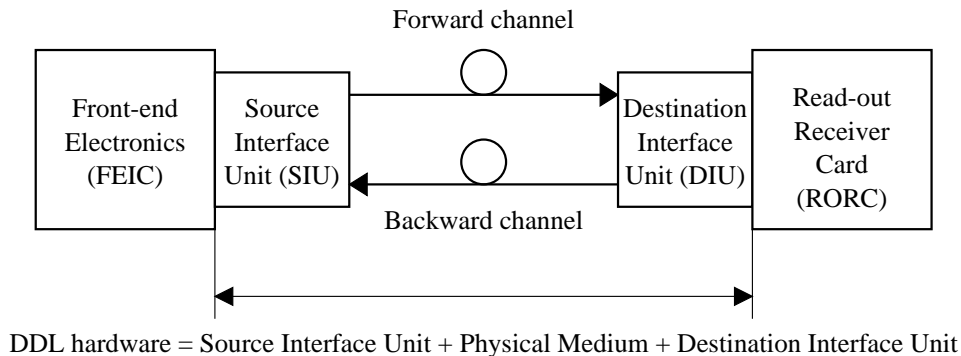 Forward channel
Front-end
Electronics
(FEIC)
Source
Interface
Unit (SIU)
Destination
Interface
Unit (DIU)
Read-out
Receiver
Card
(RORC)
Backward channel
DDL hardware = Source Interface Unit + Physical Medium + Destination Interface Unit